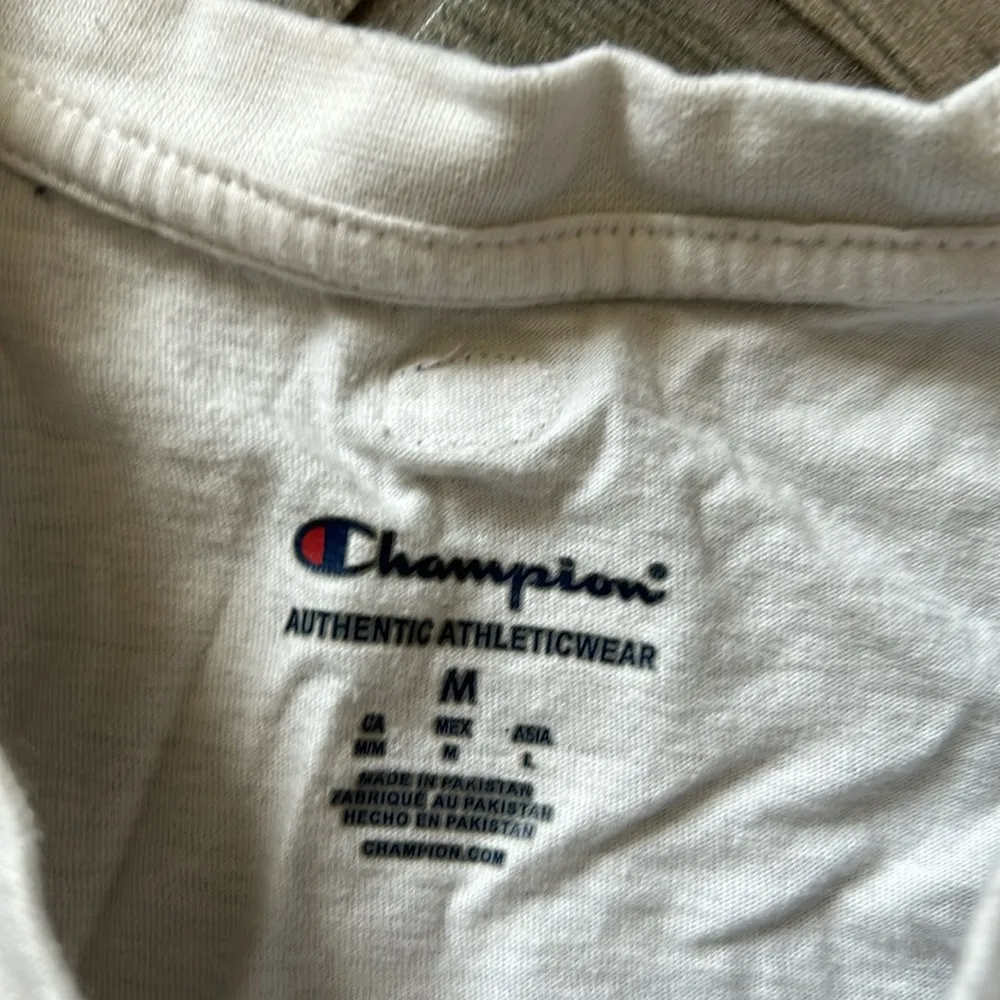 Champion®
AUTHENTIC ATHLETICWEAR
M
CA MEX ASIA
M/M M L
MADE IN PAKISTAN
FABRIQUÉ AU PAKISTAN
HECHO EN PAKISTAN
CHAMPION.COM